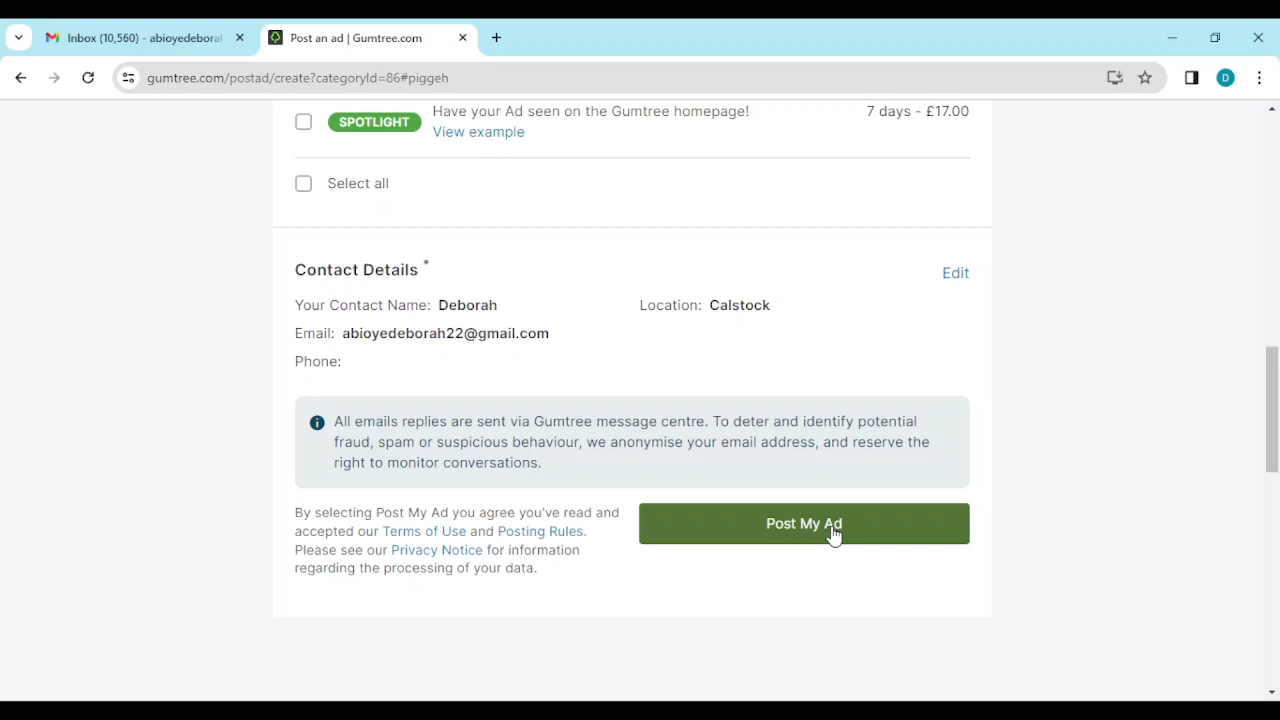 Inbox (10,560) - abioyedeborah
Post an ad | Gumtree.com
gumtree.com/postad/create?categoryId=86#piggeh
D
Have your Ad seen on the Gumtree homepage!
7 days - £17.00
SPOTLIGHT
View example
Select all
Contact Details *
Edit
Your Contact Name: Deborah
Location: Calstock
Email: abioyedeborah22@gmail.com
Phone:
All emails replies are sent via Gumtree message centre. To deter and identify potential
fraud, spam or suspicious behaviour, we anonymise your email address, and reserve the
right to monitor conversations.
By selecting Post My Ad you agree you've read and
accepted our Terms of Use and Posting Rules.
Please see our Privacy Notice for information
regarding the processing of your data.
Post My Ad